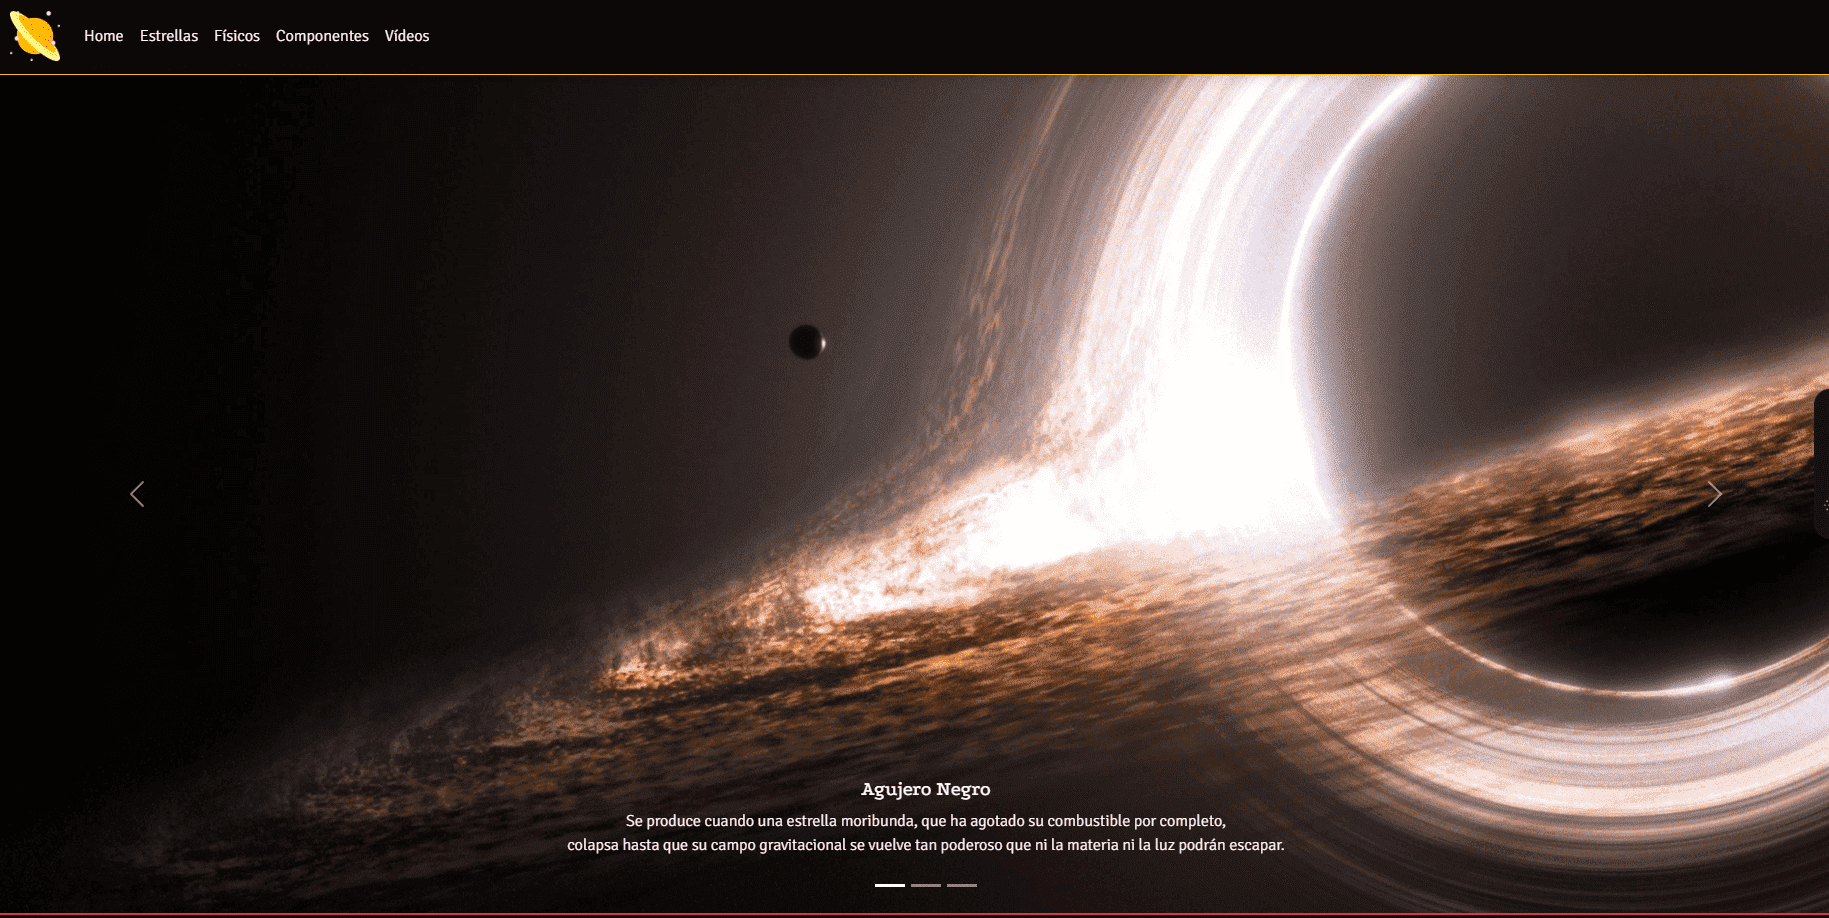 Home Estrellas Físicos Componentes Vídeos
Agujero Negro
Se produce cuando una estrella moribunda, que ha agotado su combustible por completo,
colapsa hasta que su campo gravitacional se vuelve tan poderoso que ni la materia ni la luz podrán escapar.